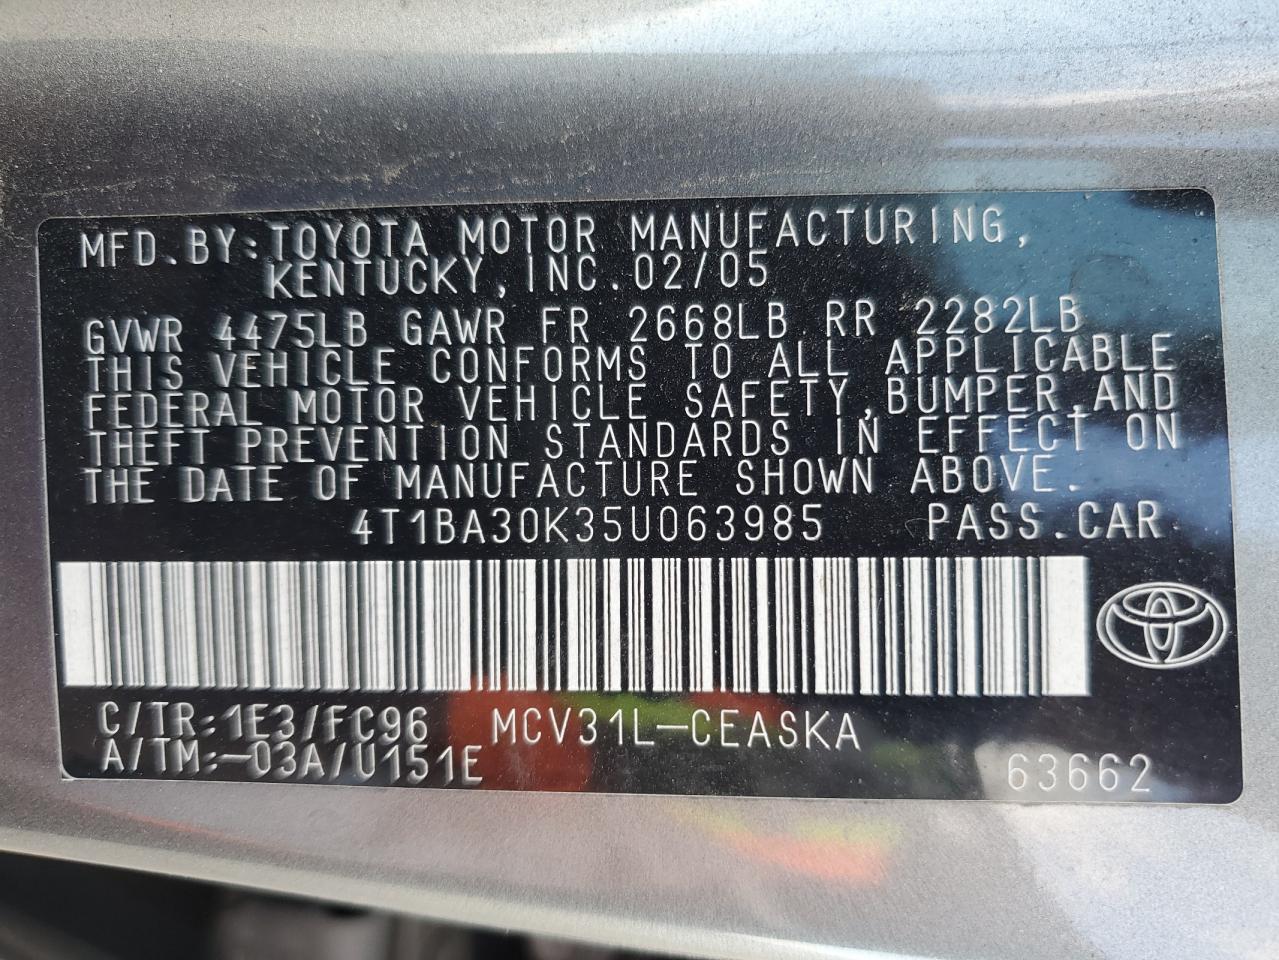 MFD.BY:TOYOTA MOTOR MANUFACTURING,
KENTUCKY,INC.02/05
GVWR 4475LB GAWR FR 2668LB RR 2282LB
THIS VEHICLE CONFORMS TO ALL APPLICABLE
FEDERAL MOTOR VEHICLE SAFETY,BUMPER,AND
THEFT PREVENTION STANDARDS IN EFFECT ON
THE DATE OF MANUFACTURE SHOWN ABOVE.
4T1BA30K35U063985 PASS.CAR
C/TR:1E3/FC96 MCV31L-CEASKA
A/TM:-03A/U151E 63662